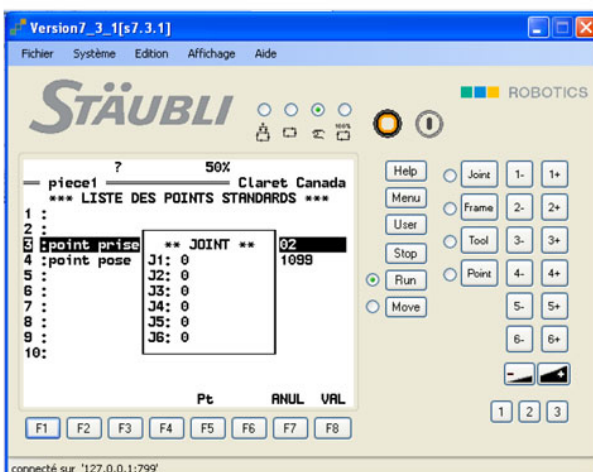 Version7_3_1[s7.3.1]
Fichier Système Edition Affichage Aide
STÄUBLI
ROBOTICS
100%
? 50%
piece1 Claret Canada
*** LISTE DES POINTS STANDARDS ***
1 :
2 :
3 :point prise 02
4 :point pose 1099
5 :
6 :
7 :
8 :
9 :
10:
** JOINT **
J1: 0
J2: 0
J3: 0
J4: 0
J5: 0
J6: 0
Pt ANUL VAL
F1 F2 F3 F4 F5 F6 F7 F8
Help
Menu
User
Stop
Run
Move
Joint 1- 1+
Frame 2- 2+
Tool 3- 3+
Point 4- 4+
5- 5+
6- 6+
- +
1 2 3
connecté sur '127.0.0.1:799'